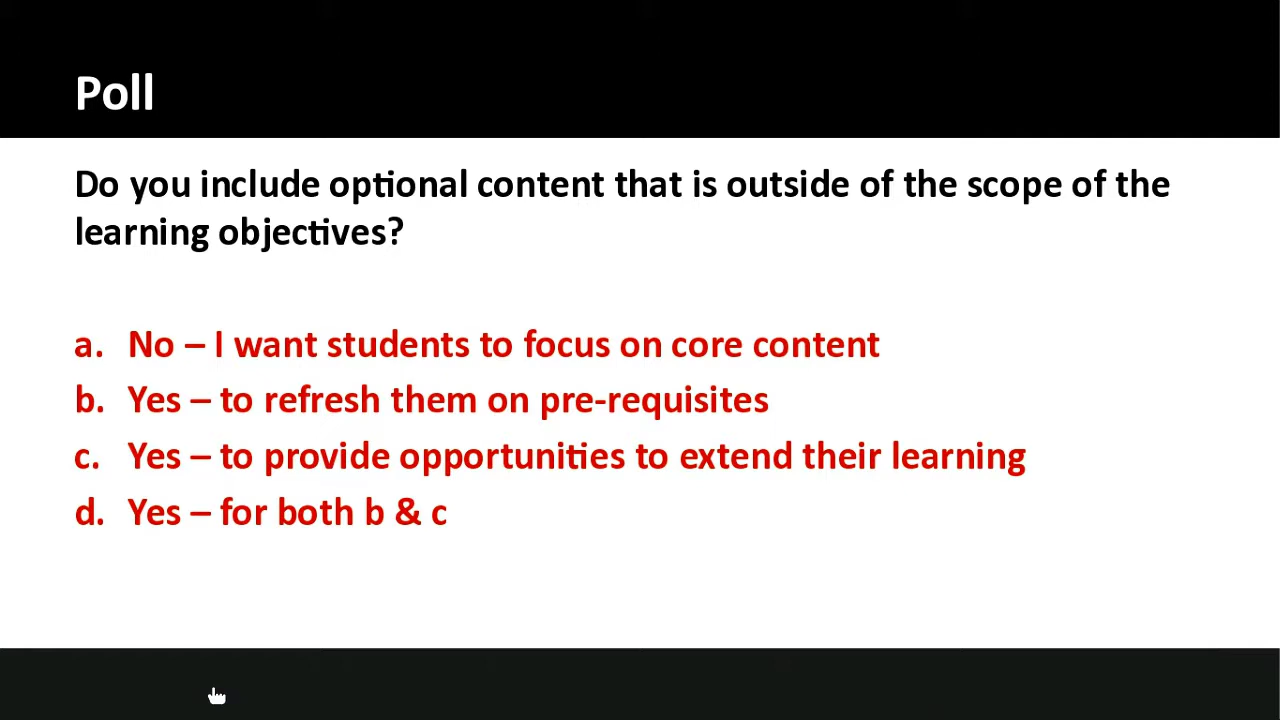 Poll
Do you include optional content that is outside of the scope of the
learning objectives?
a. No – I want students to focus on core content
b. Yes – to refresh them on pre-requisites
c. Yes – to provide opportunities to extend their learning
d. Yes – for both b & c